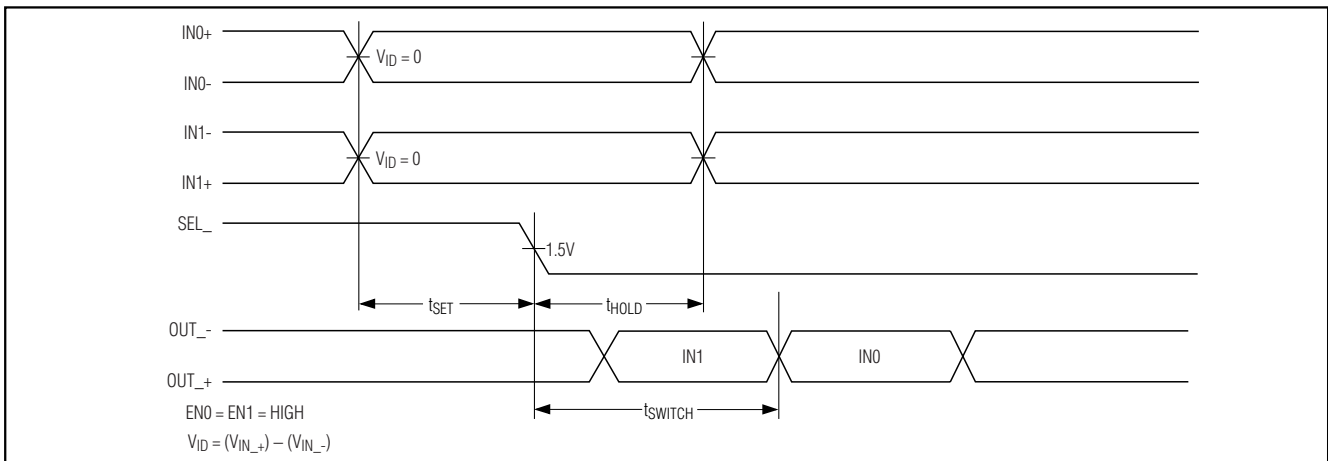 IN0+
V_ID = 0
IN0-
IN1-
V_ID = 0
IN1+
SEL_
1.5V
t_SET
t_HOLD
OUT_-
IN1
IN0
OUT_+
t_SWITCH
EN0 = EN1 = HIGH
V_ID = (V_IN_+) – (V_IN_-)